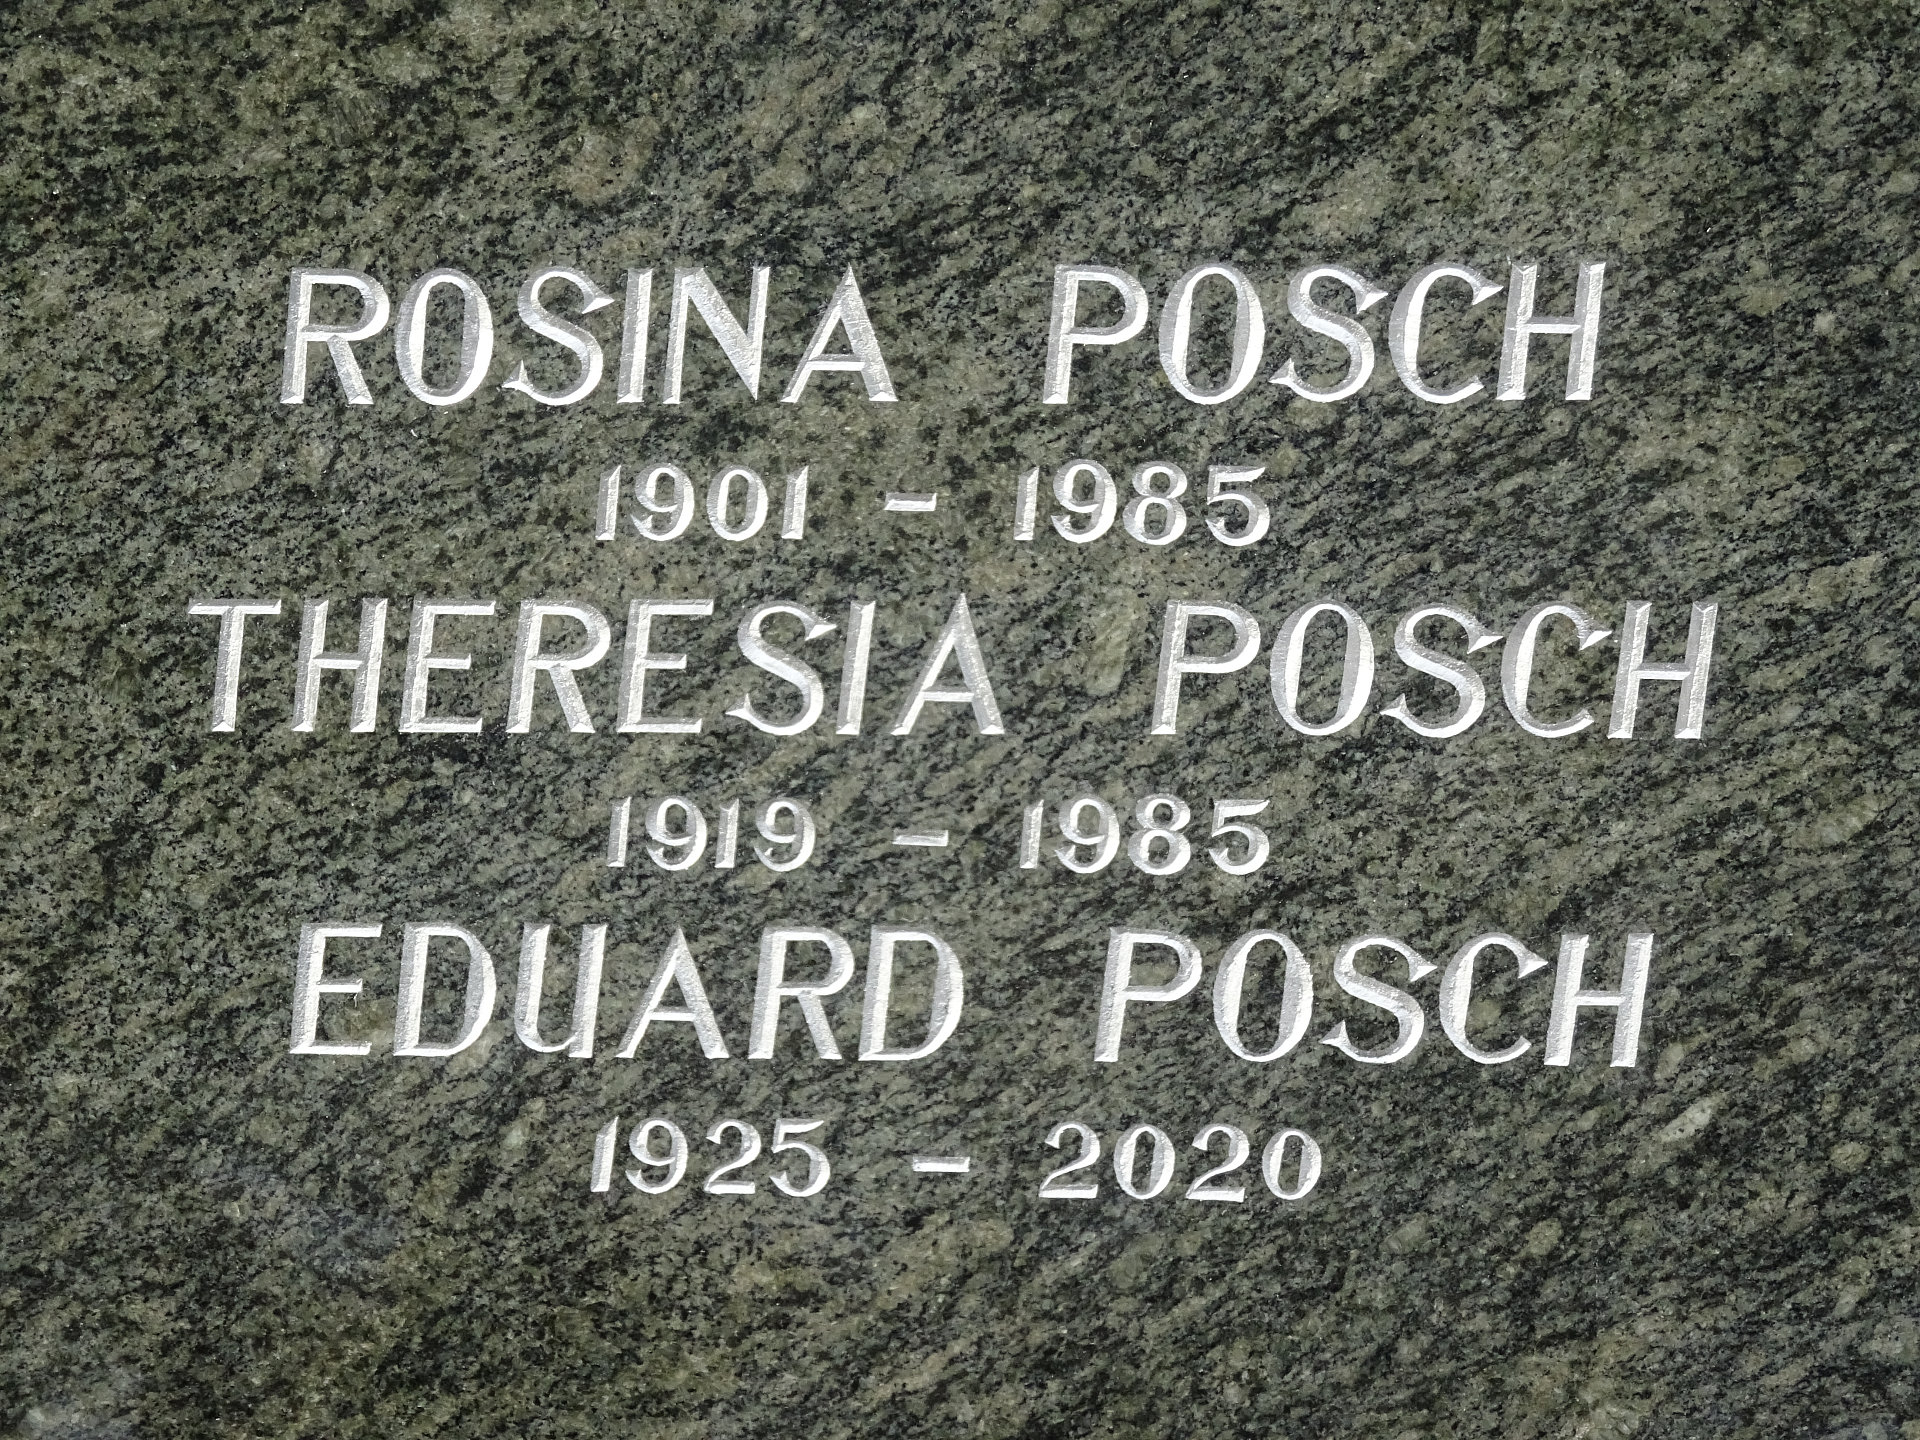 ROSINA POSCH
1901 - 1985
THERESIA POSCH
1919 - 1985
EDUARD POSCH
1925 - 2020